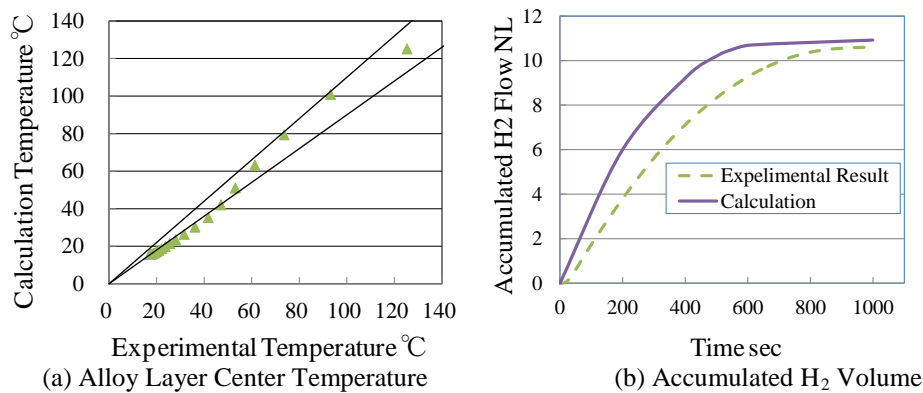 140
120
100
80
60
40
20
0
0 20 40 60 80 100 120 140
Calculation Temperature℃
Experimental Temperature℃
(a) Alloy Layer Center Temperature
12
10
8
6
4
2
0
0 200 400 600 800 1000
Accumulated H2 Flow NL
Expelimental Result
Calculation
Time sec
(b) Accumulated H₂ Volume